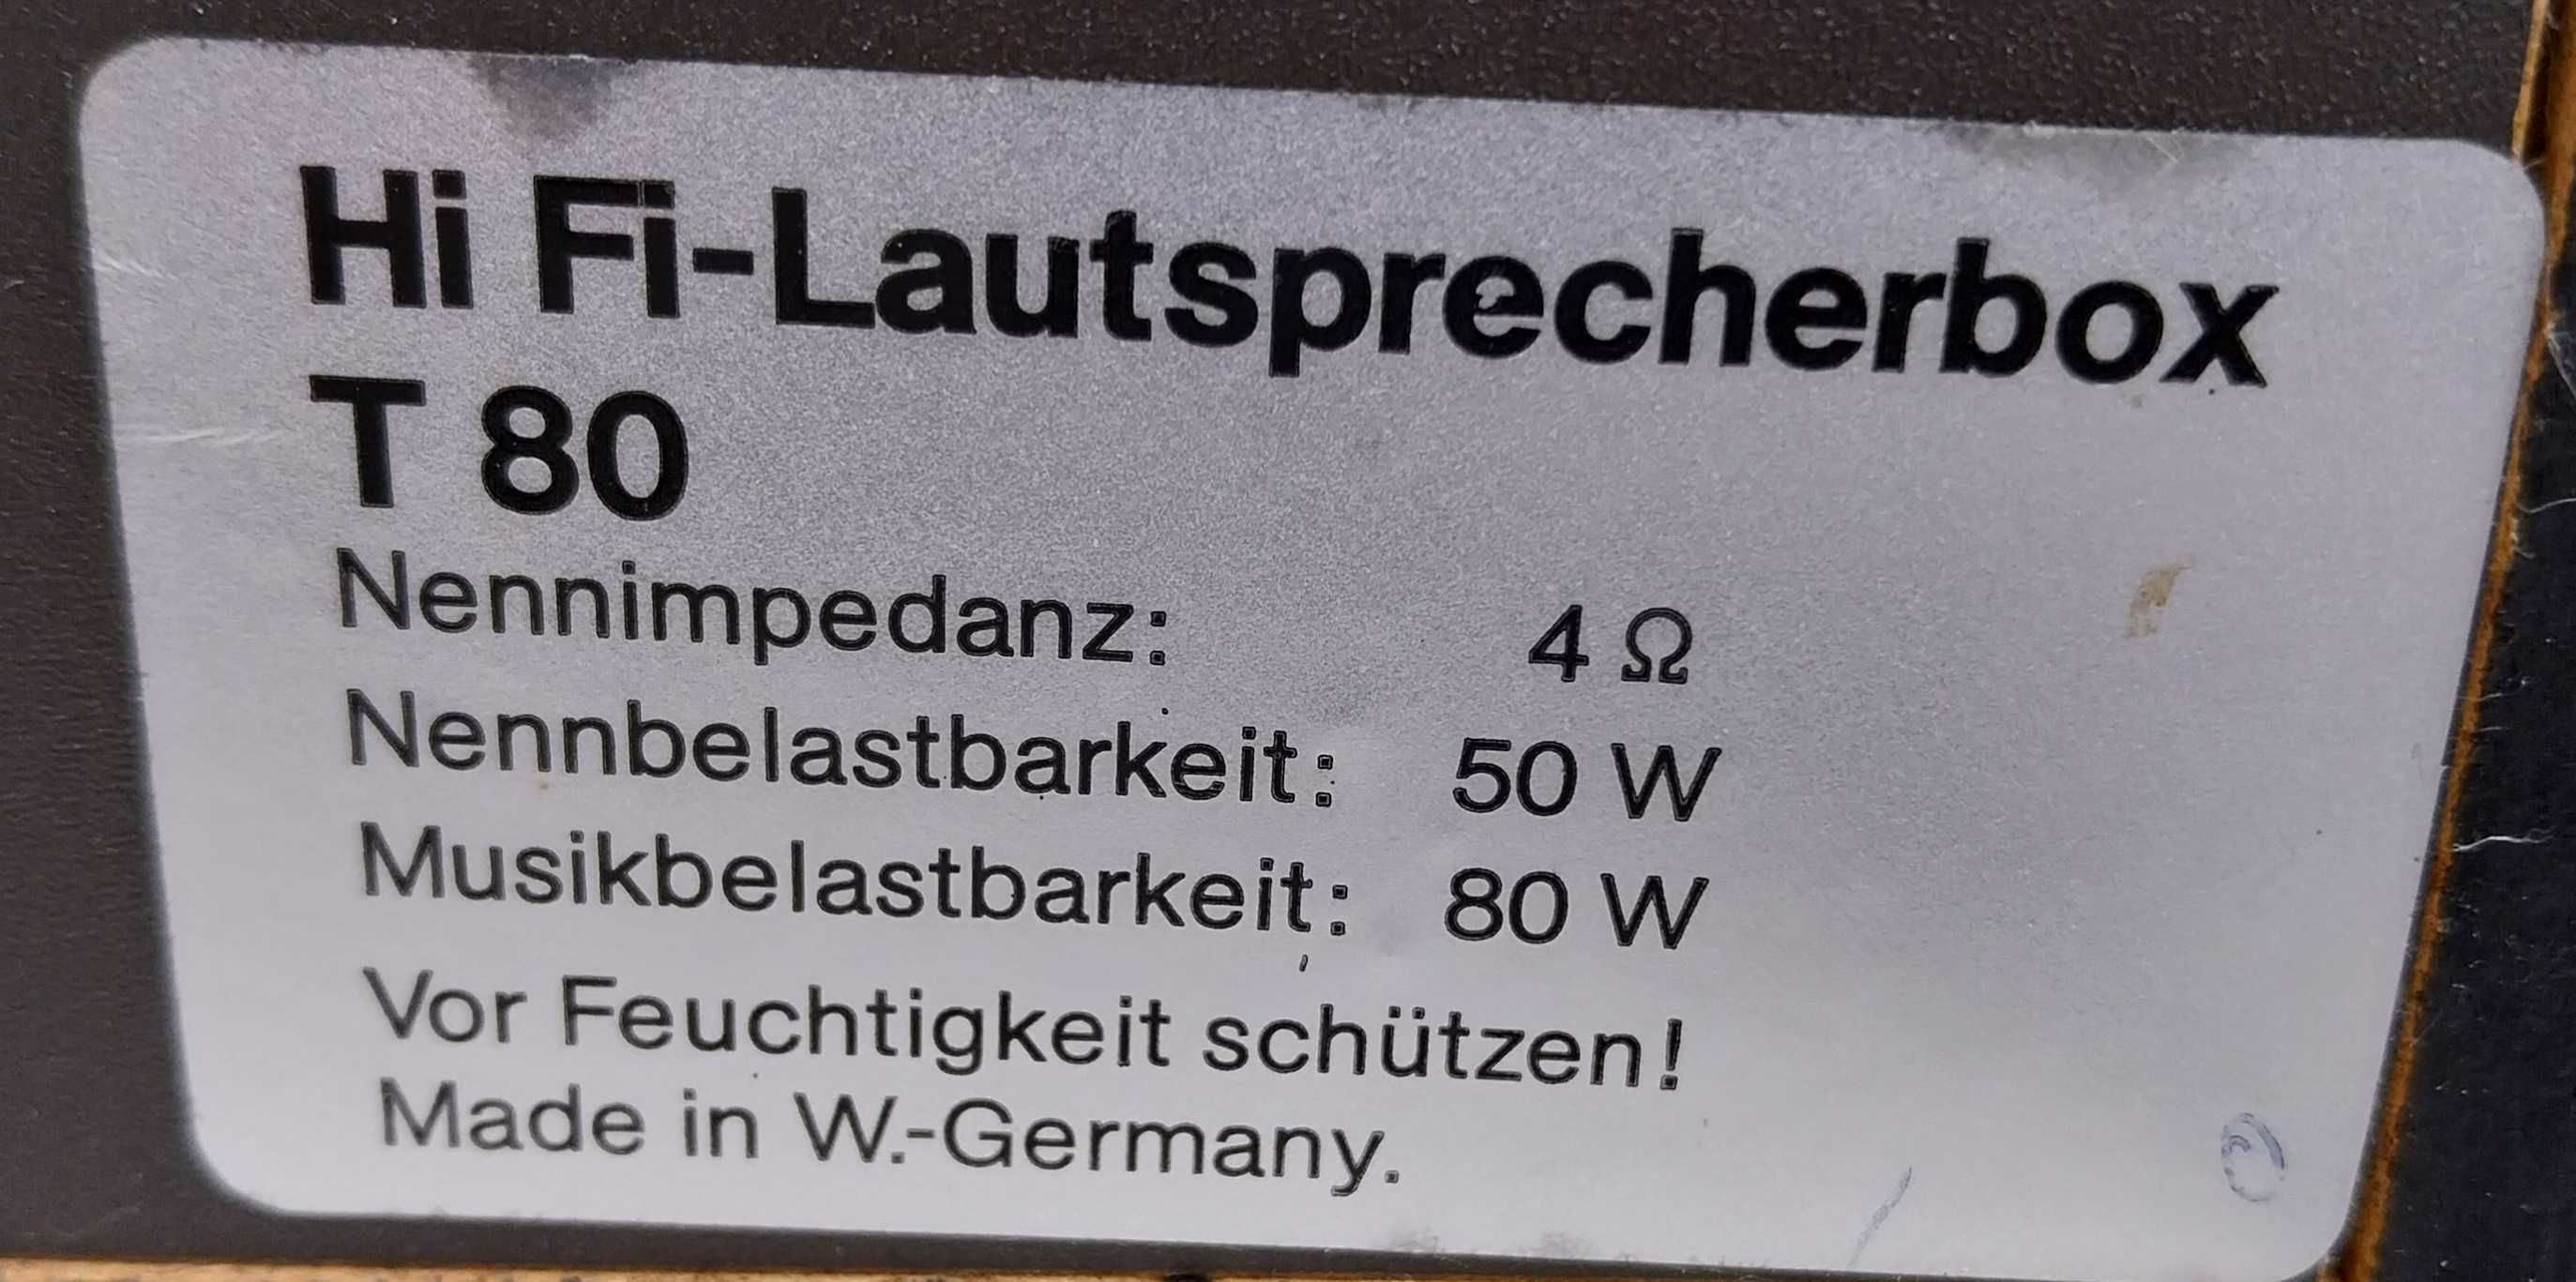 Hi Fi-Lautsprecherbox
T 80
Nennimpedanz: 4 Ω
Nennbelastbarkeit: 50 W
Musikbelastbarkeit: 80 W
Vor Feuchtigkeit schützen!
Made in W.-Germany.